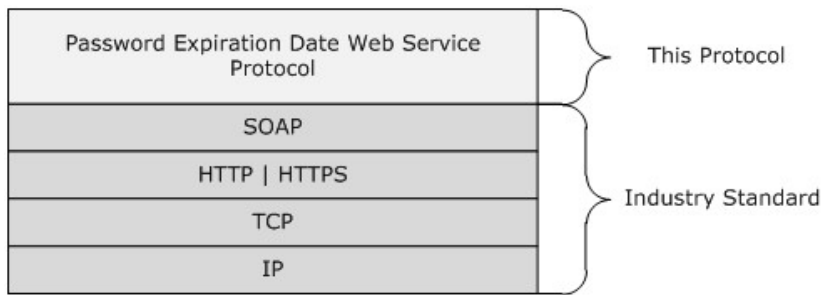 Password Expiration Date Web Service
Protocol
This Protocol
SOAP
HTTP | HTTPS
TCP
IP
Industry Standard